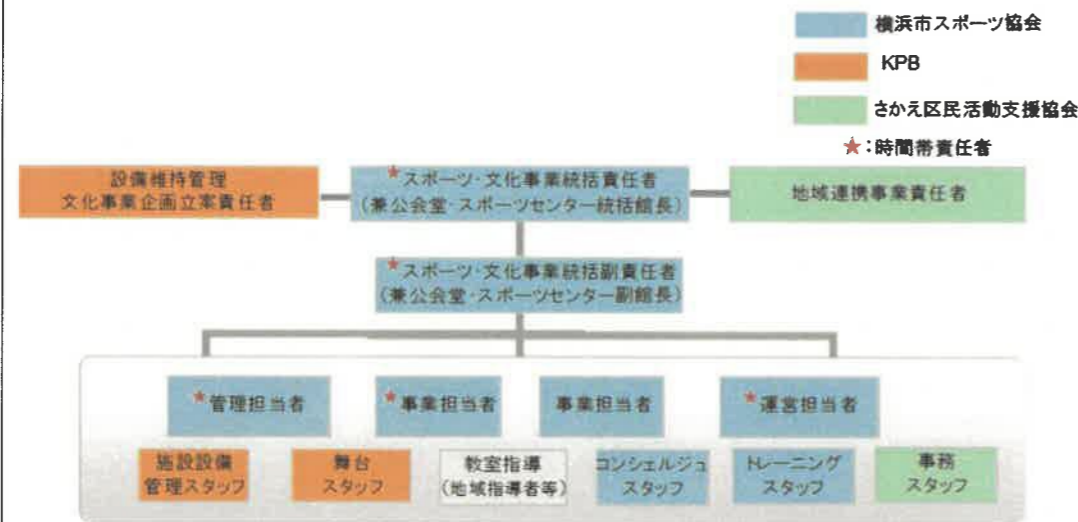 横浜市スポーツ協会
KPB
さかえ区民活動支援協会
★:時間帯責任者
設備維持管理
文化事業企画立案責任者
★スポーツ・文化事業統括責任者
(兼公会堂・スポーツセンター統括館長)
地域連携事業責任者
★スポーツ・文化事業統括副責任者
(兼公会堂・スポーツセンター副館長)
★管理担当者
★事業担当者
事業担当者
★運営担当者
施設設備
管理スタッフ
舞台
スタッフ
教室指導
(地域指導者等)
コンシェルジュ
スタッフ
トレーニング
スタッフ
事務
スタッフ